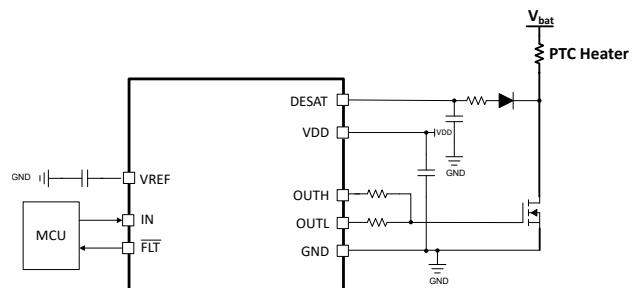 Vbat
PTC Heater
DESAT
VDD
VDD
GND
GND
VREF
OUTH
MCU
IN
OUTL
FLT
GND
GND